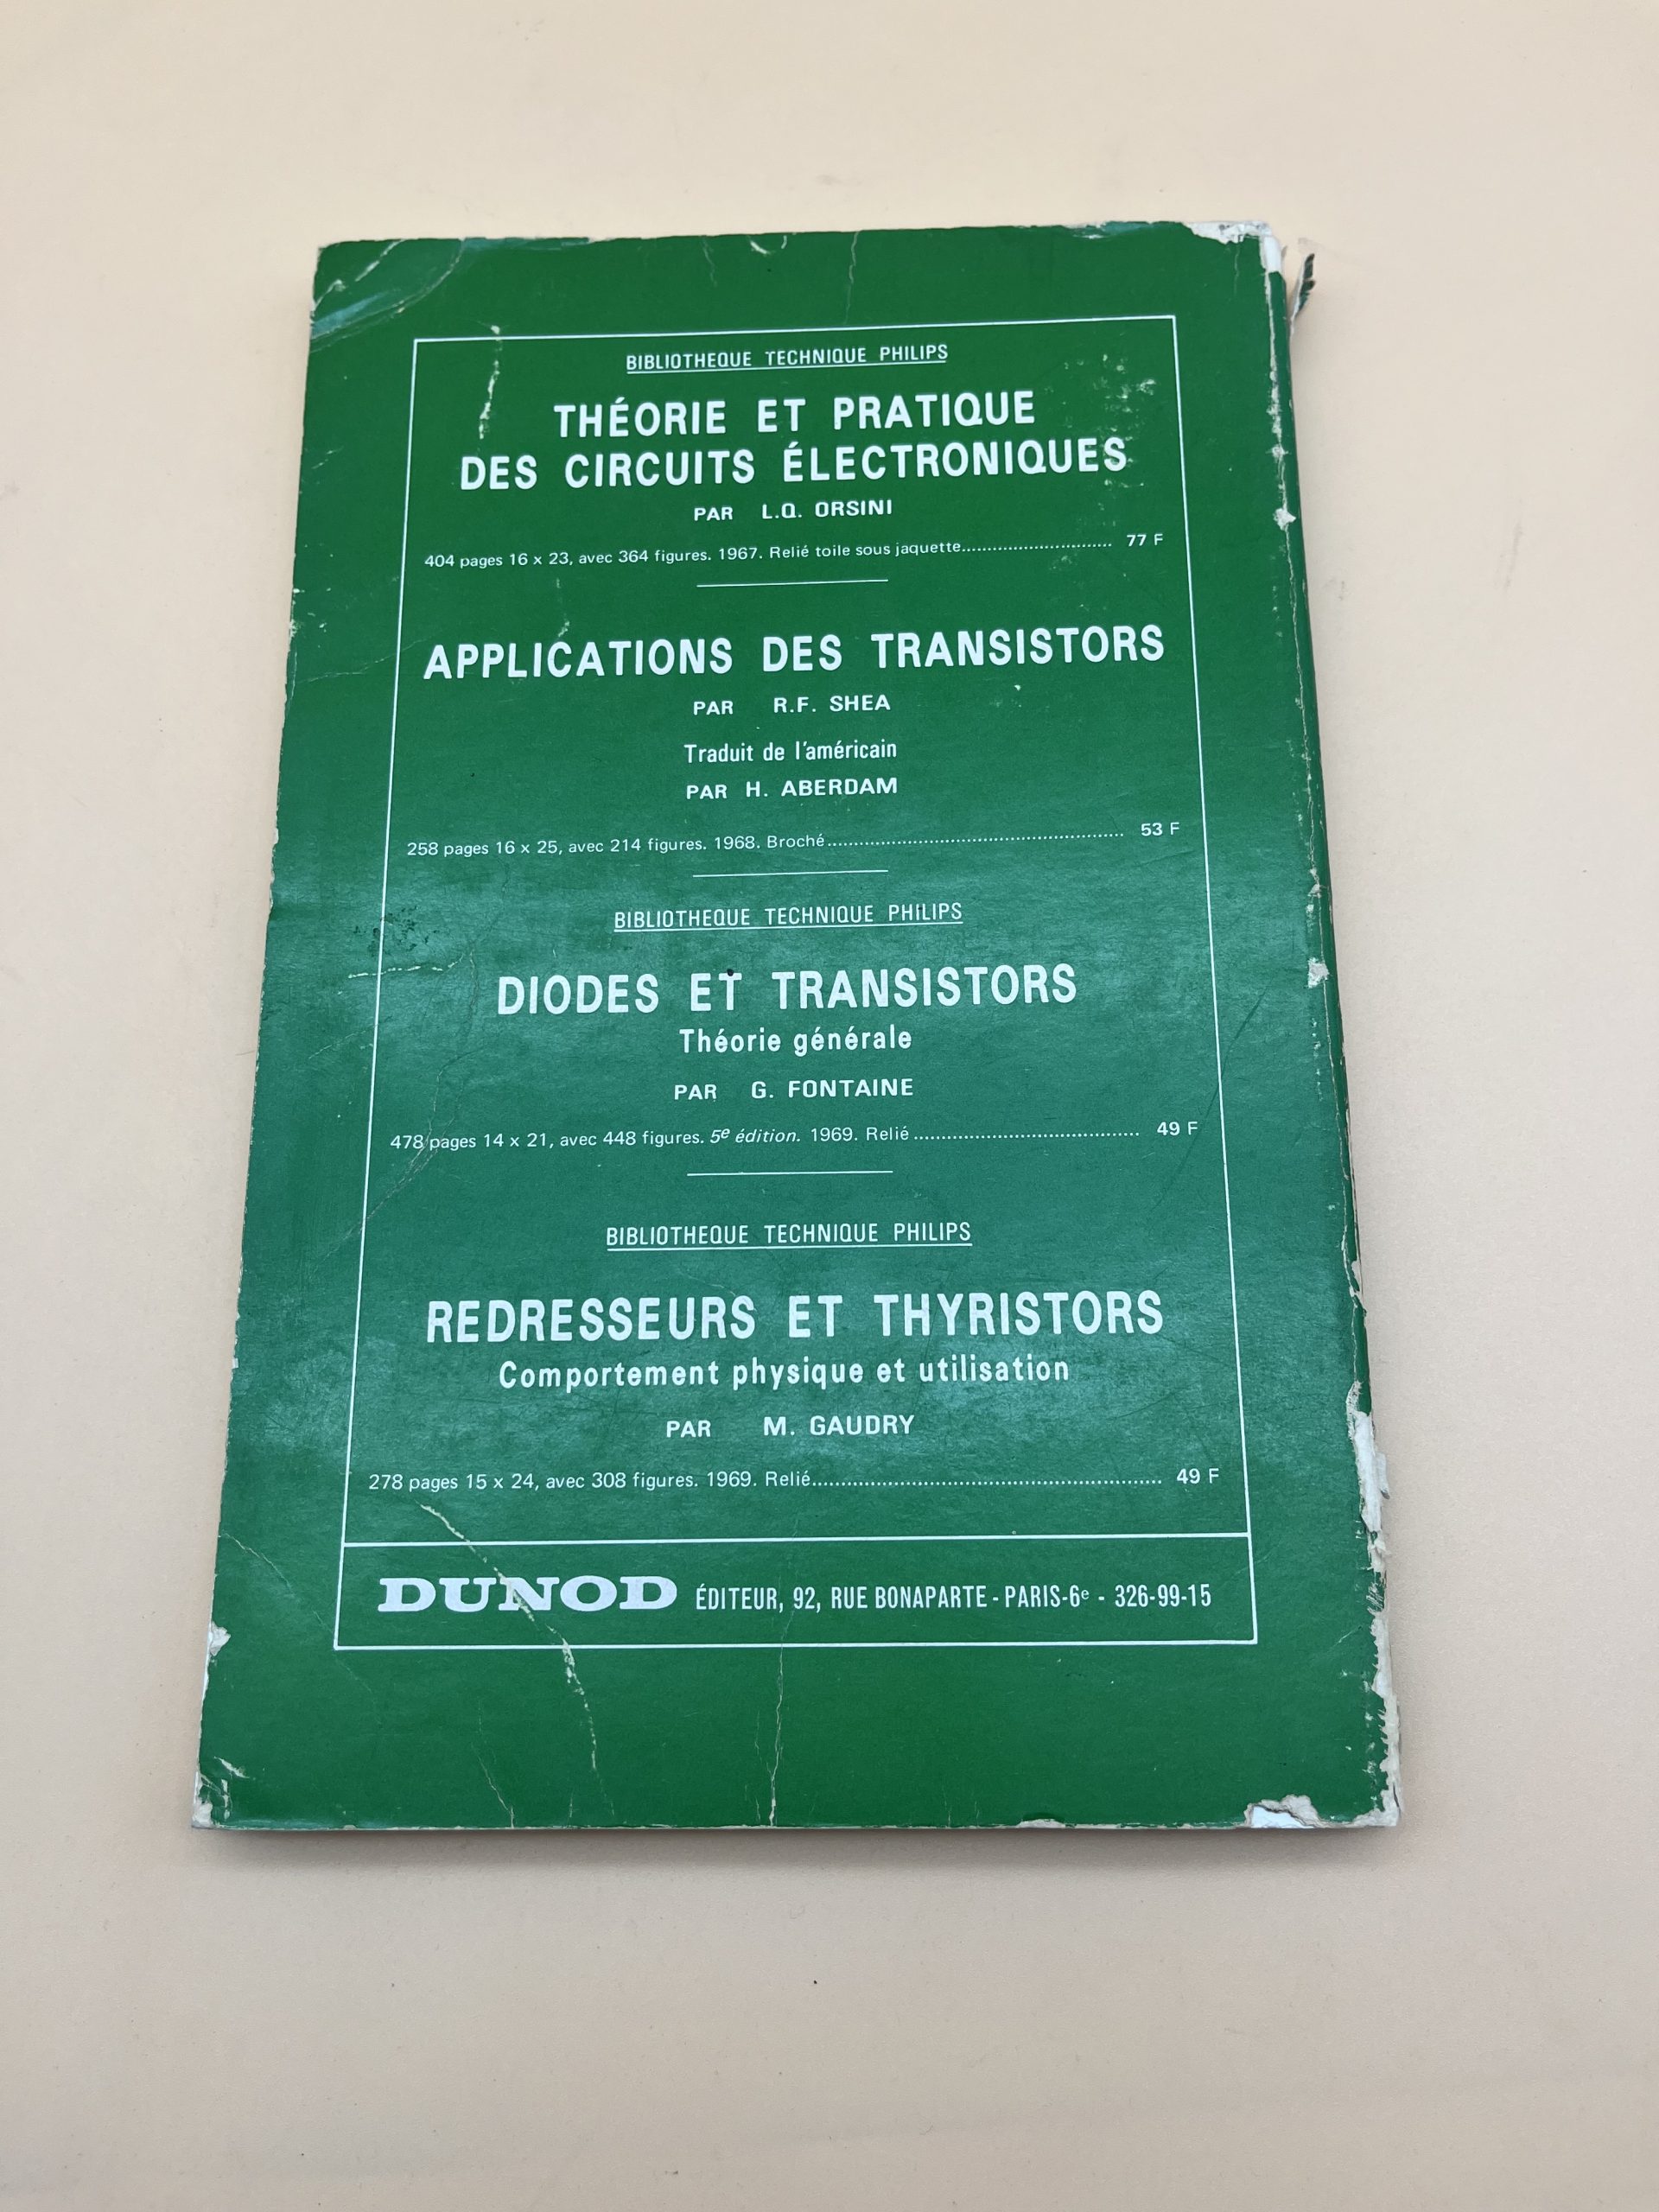 BIBLIOTHEQUE TECHNIQUE PHILIPS
THÉORIE ET PRATIQUE
DES CIRCUITS ÉLECTRONIQUES
PAR L.Q. ORSINI
404 pages 16 x 23, avec 364 figures. 1967. Relié toile sous jaquette.............................. 77 F
APPLICATIONS DES TRANSISTORS
PAR R.F. SHEA
Traduit de l'américain
PAR H. ABERDAM
258 pages 16 x 25, avec 214 figures. 1968. Broché...................................................... 53 F
BIBLIOTHEQUE TECHNIQUE PHILIPS
DIODES ET TRANSISTORS
Théorie générale
PAR G. FONTAINE
478 pages 14 x 21, avec 448 figures. 5e édition. 1969. Relié ......................................... 49 F
BIBLIOTHEQUE TECHNIQUE PHILIPS
REDRESSEURS ET THYRISTORS
Comportement physique et utilisation
PAR M. GAUDRY
278 pages 15 x 24, avec 308 figures. 1969. Relié............................................................ 49 F
DUNOD ÉDITEUR, 92, RUE BONAPARTE - PARIS-6e - 326-99-15